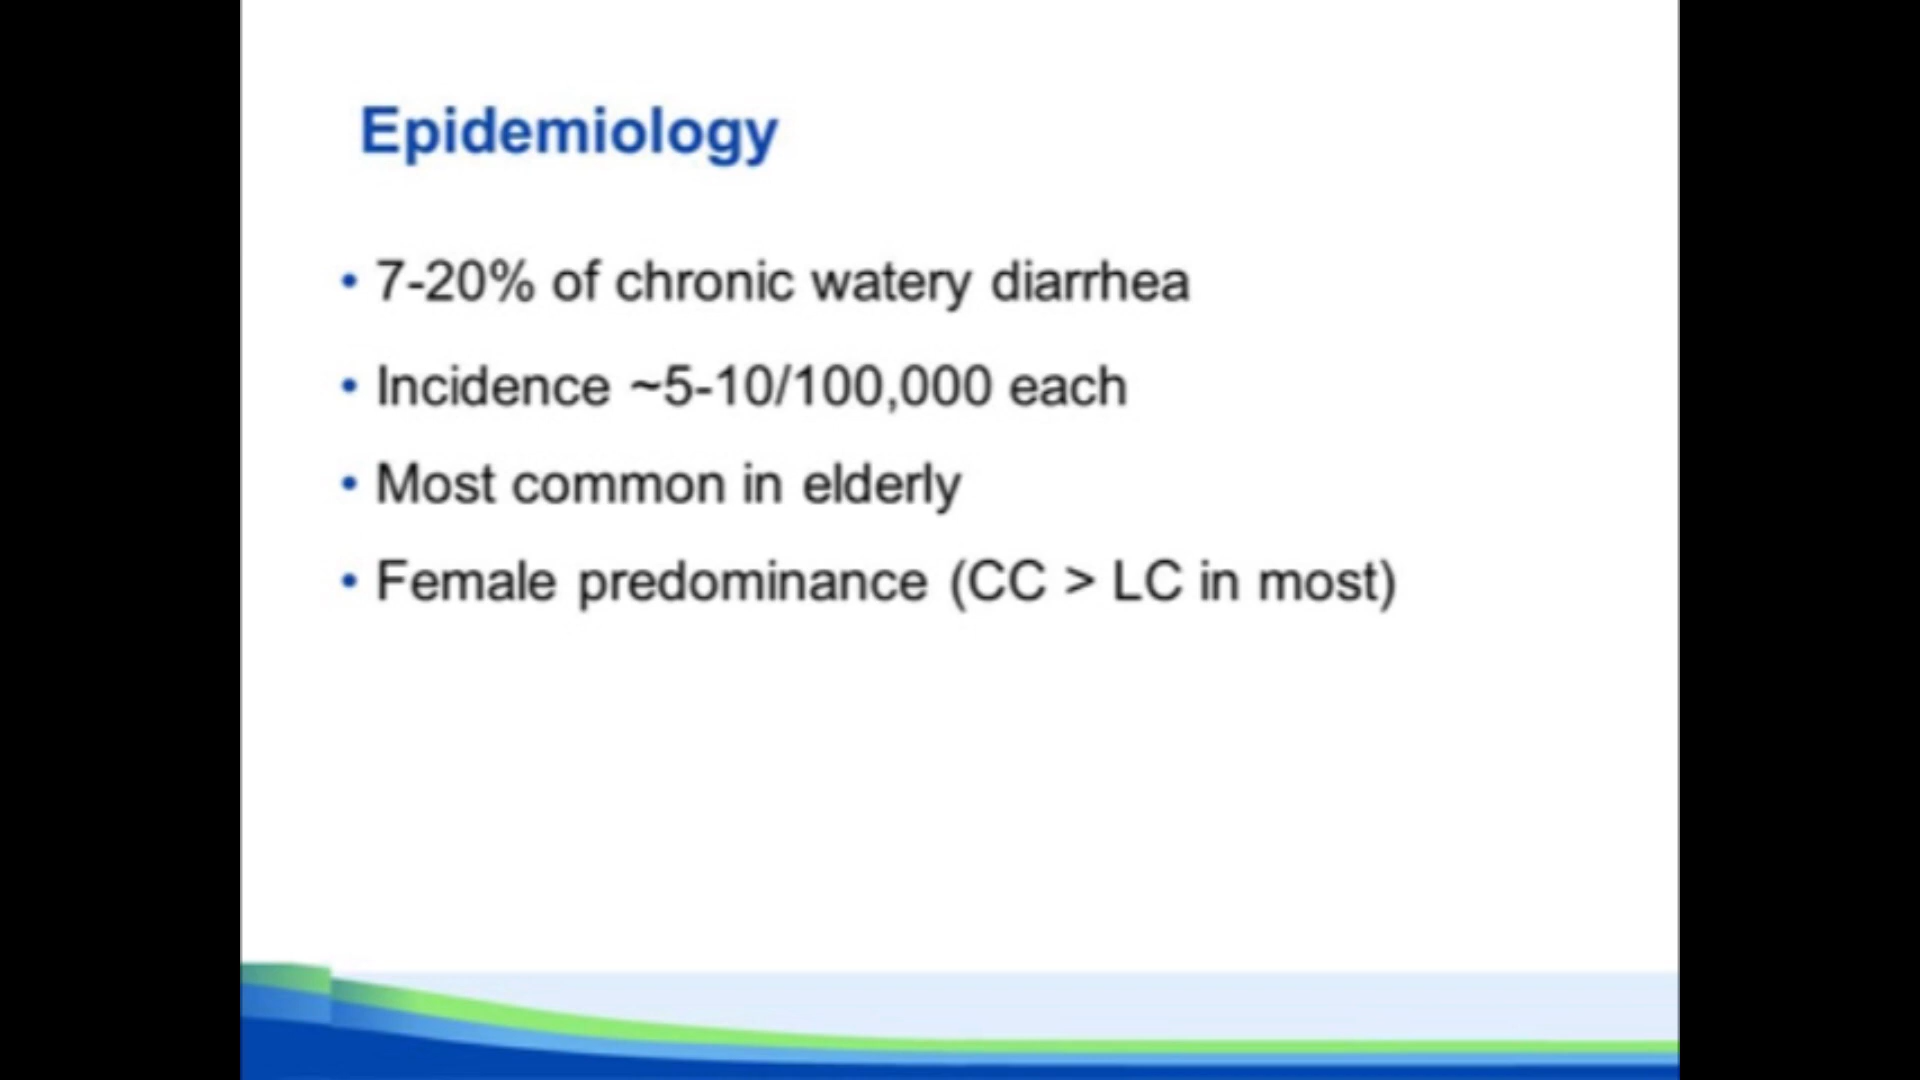 Epidemiology
• 7-20% of chronic watery diarrhea
• Incidence ~5-10/100,000 each
• Most common in elderly
• Female predominance (CC > LC in most)